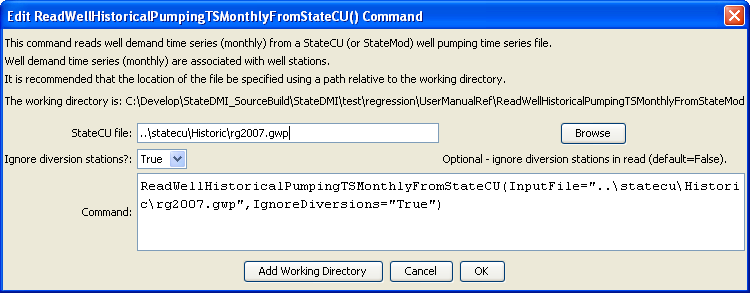 Edit ReadWellHistoricalPumpingTSMonthlyFromStateCU() Command
This command reads well demand time series (monthly) from a StateCU (or StateMod) well pumping time series file.
Well demand time series (monthly) are associated with well stations.
It is recommended that the location of the file be specified using a path relative to the working directory.
The working directory is: C:\Develop\StateDMI_SourceBuild\StateDMI\test\regression\UserManualRef\ReadWellHistoricalPumpingTSMonthlyFromStateMod
StateCU file: ..\statecu\Historic\rg2007.gwp Browse
Ignore diversion stations?: True Optional - ignore diversion stations in read (default=False).
ReadWellHistoricalPumpingTSMonthlyFromStateCU(InputFile="..\statecu\Histori
Command: c\rg2007.gwp",IgnoreDiversions="True")
Add Working Directory Cancel OK